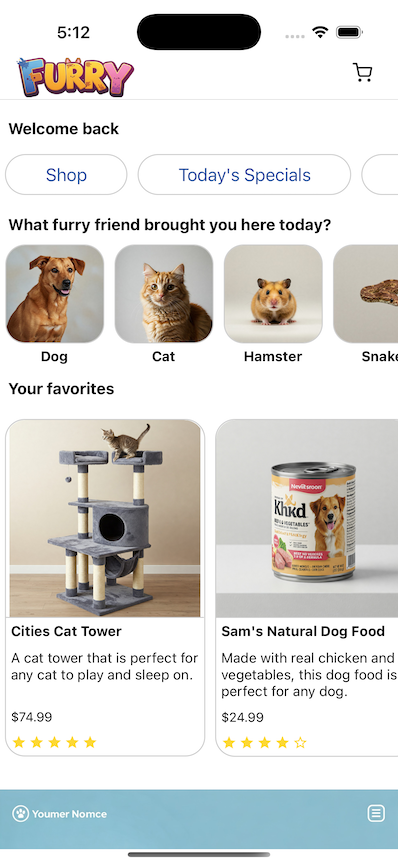 5:12
FURRY
Welcome back
Shop
Today's Specials
What furry friend brought you here today?
Dog
Cat
Hamster
Snake
Your favorites
Nevillsroon
Khkd
& VEGETABLES
Cities Cat Tower
A cat tower that is perfect for
any cat to play and sleep on.
$74.99
Sam's Natural Dog Food
Made with real chicken and
vegetables, this dog food is
perfect for any dog.
$24.99
Youmer Nomce